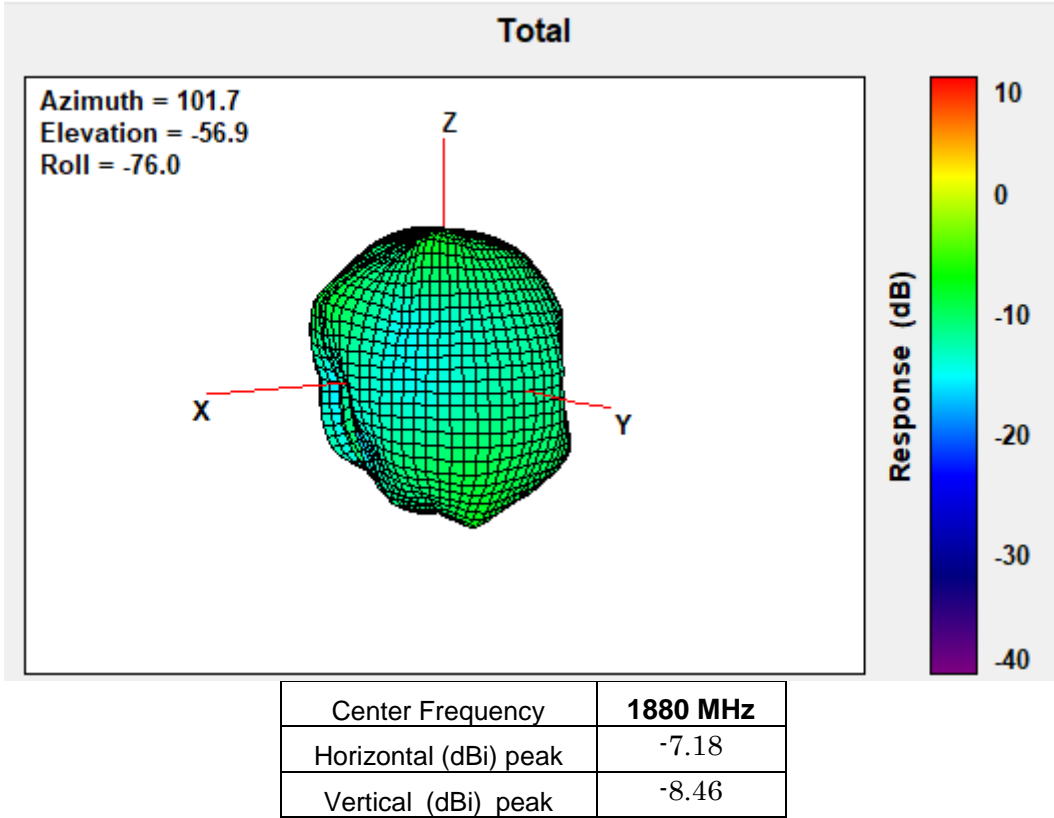 Total
Azimuth = 101.7
Elevation = -56.9
Roll = -76.0
Z
X
Y
10
0
-10
-20
-30
-40
Response (dB)
Center Frequency 1880 MHz
Horizontal (dBi) peak -7.18
Vertical (dBi) peak -8.46